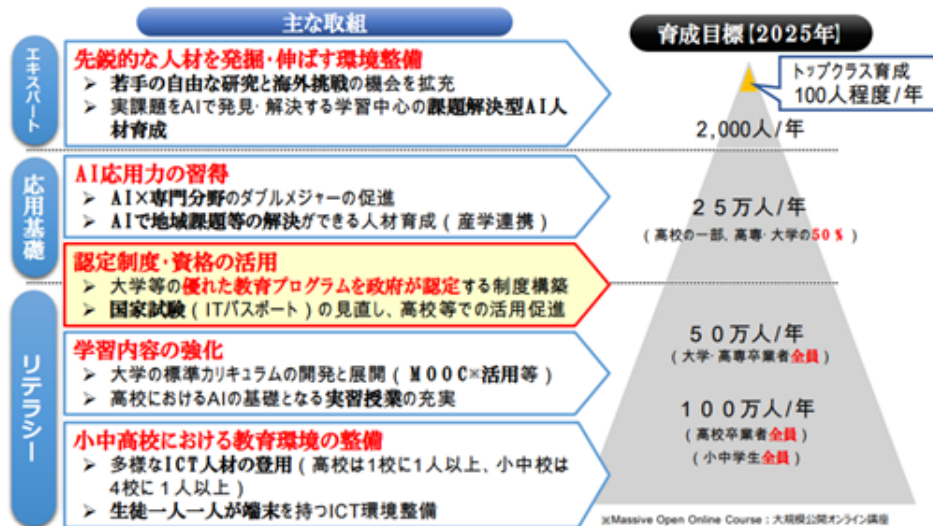 主な取組
育成目標【2025年】
エキスパート
先鋭的な人材を発掘・伸ばす環境整備
➢ 若手の自由な研究と海外挑戦の機会を拡充
➢ 実課題をAIで発見・解決する学習中心の課題解決型AI人
材育成
トップクラス育成
100人程度/年
2,000人/年
応用基礎
AI応用力の習得
➢ AI×専門分野のダブルメジャーの促進
➢ AIで地域課題等の解決ができる人材育成(産学連携)
25万人/年
(高校の一部、高専・大学の50%)
認定制度・資格の活用
➢ 大学等の優れた教育プログラムを政府が認定する制度構築
➢ 国家試験(ITパスポート)の見直し、高校等での活用促進
リテラシー
学習内容の強化
➢ 大学の標準カリキュラムの開発と展開(MOOC※活用等)
➢ 高校におけるAIの基礎となる実習授業の充実
50万人/年
(大学・高専卒業者全員)
小中高校における教育環境の整備
➢ 多様なICT人材の登用(高校は1校に1人以上、小中校は
4校に1人以上)
➢ 生徒一人一人が端末を持つICT環境整備
100万人/年
(高校卒業者全員)
(小中学生全員)
※Massive Open Online Course:大規模公開オンライン講座